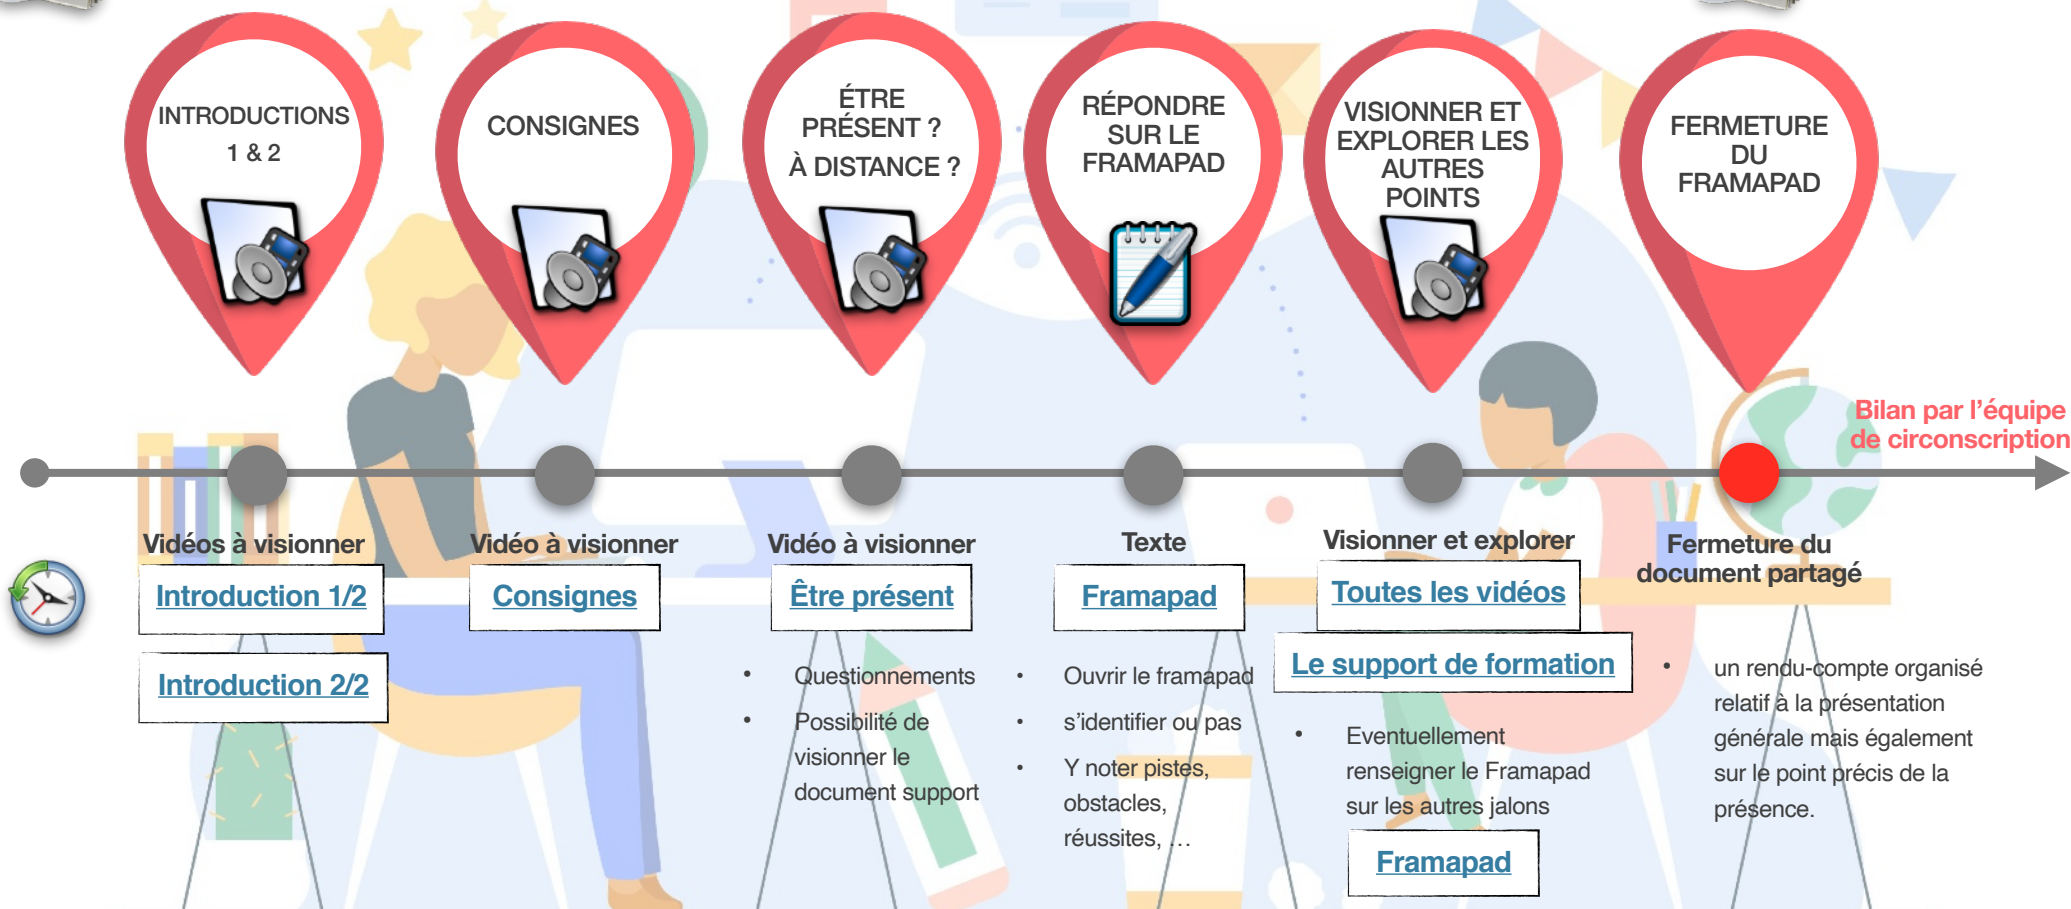 INTRODUCTIONS
1 & 2
CONSIGNES
ÉTRE
PRÉSENT ?
À DISTANCE ?
RÉPONDRE
SUR LE
FRAMAPAD
VISIONNER ET
EXPLORER LES
AUTRES
POINTS
FERMETURE
DU
FRAMAPAD
Bilan par l’équipe
de circonscription
Vidéos à visionner
Introduction 1/2
Introduction 2/2
Vidéo à visionner
Consignes
Vidéo à visionner
Être présent
• Questionnements
• Possibilité de
visionner le
document support
Texte
Framapad
• Ouvrir le framapad
• s’identifier ou pas
• Y noter pistes,
obstacles,
réussites, …
Visionner et explorer
Toutes les vidéos
Le support de formation
• Eventuellement
renseigner le Framapad
sur les autres jalons
Framapad
Fermeture du
document partagé
• un rendu-compte organisé
relatif à la présentation
générale mais également
sur le point précis de la
présence.